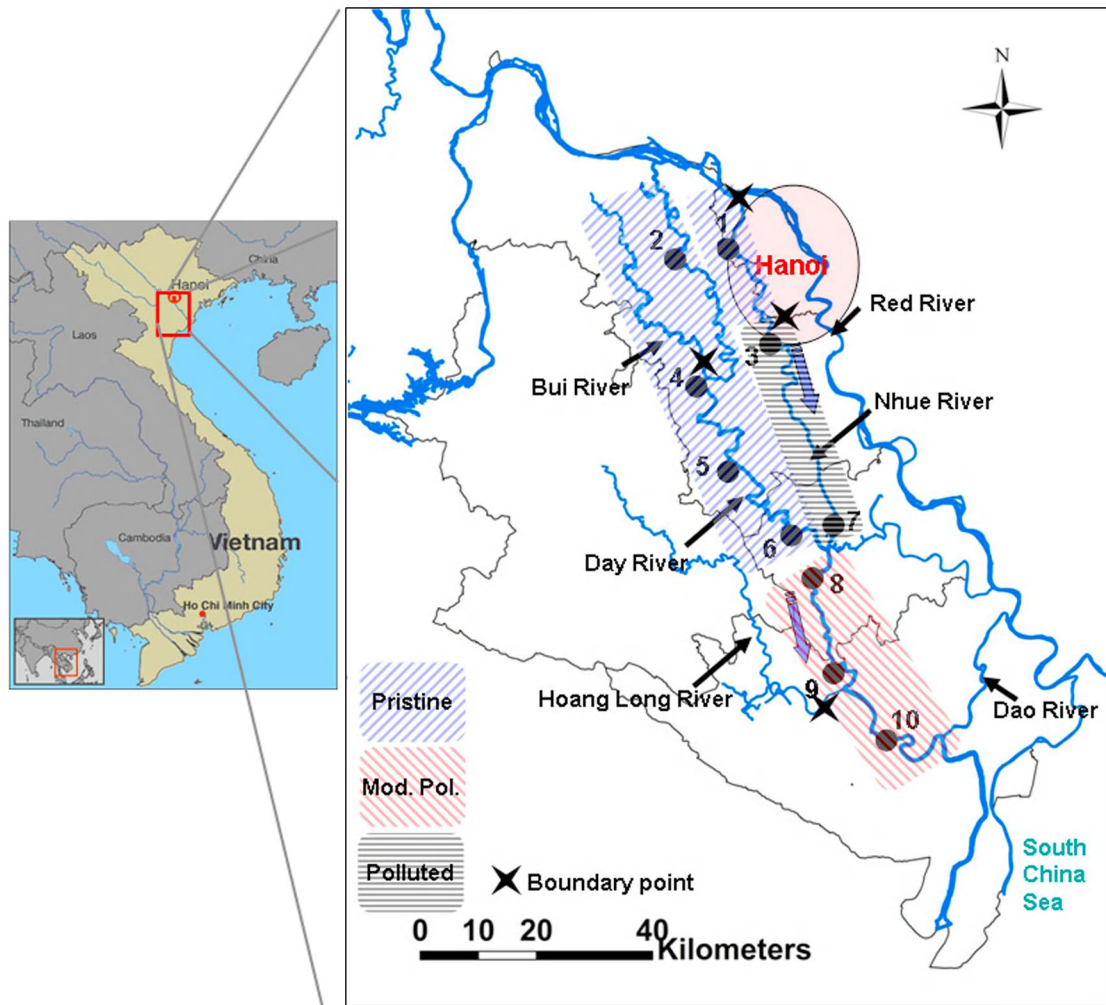 China
Hanoi
Laos
Thailand
Cambodia
Vietnam
Ho Chi Minh City
N
1
2
Hanoi
Red River
3
Bui River
4
Nhue River
5
7
6
Day River
8
Hoang Long River
9
Dao River
10
Pristine
Mod. Pol.
Polluted
Boundary point
South
China
Sea
0 10 20 40
Kilometers